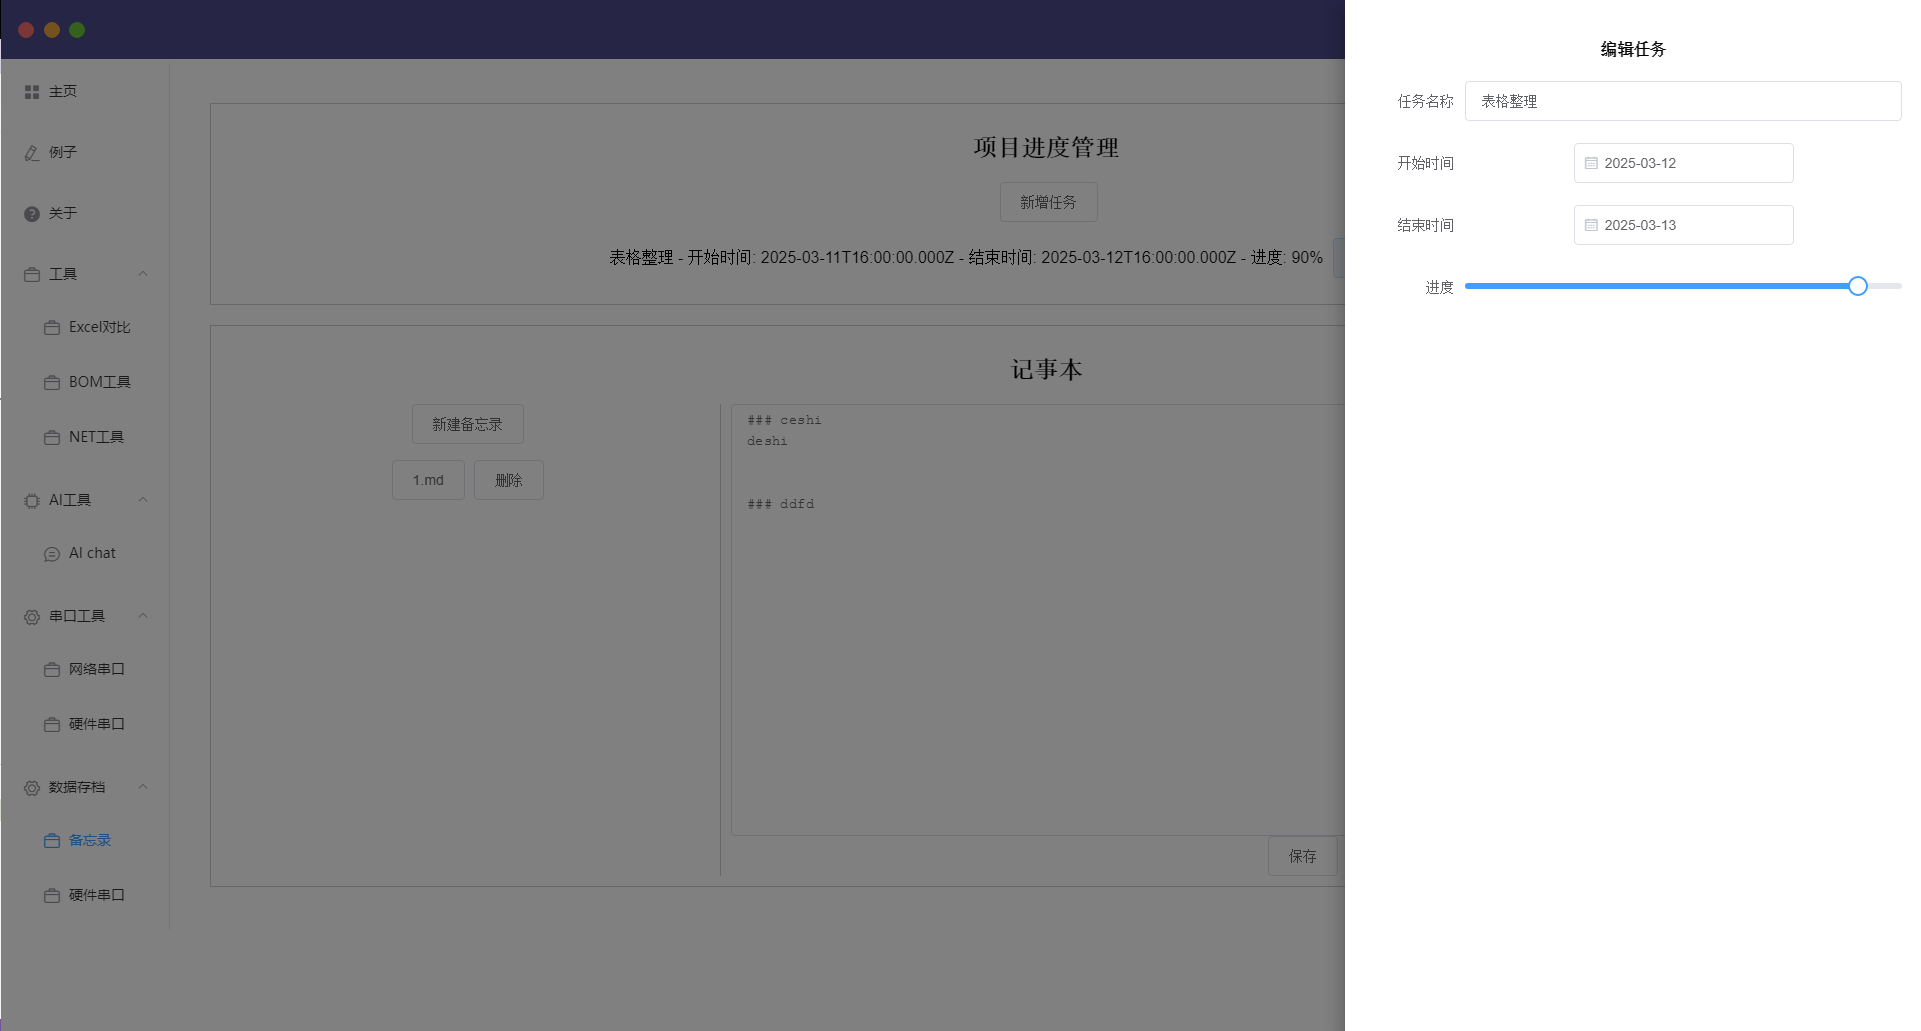 主页
例子
关于
工具
Excel对比
BOM工具
NET工具
AI工具
AI chat
串口工具
网络串口
硬件串口
数据存档
备忘录
硬件串口
项目进度管理
新增任务
表格整理 - 开始时间: 2025-03-11T16:00:00.000Z - 结束时间: 2025-03-12T16:00:00.000Z - 进度: 90%
记事本
新建备忘录
1.md 删除
### ceshi
deshi
### ddfd
保存
编辑任务
任务名称 表格整理
开始时间 2025-03-12
结束时间 2025-03-13
进度